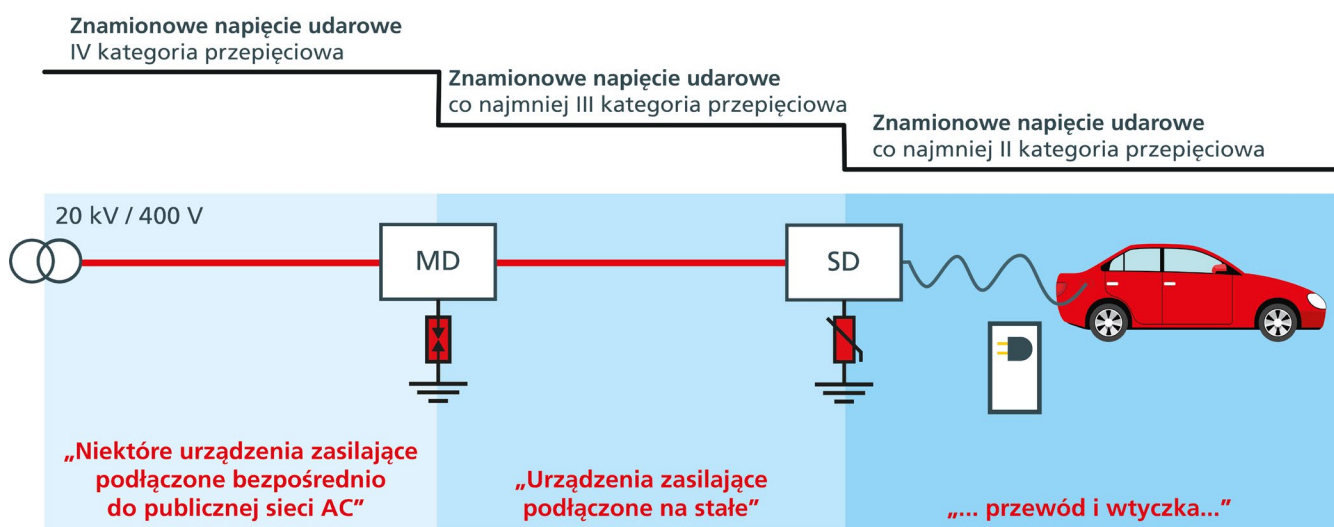 Znamionowe napięcie udarowe
IV kategoria przepięciowa
Znamionowe napięcie udarowe
co najmniej III kategoria przepięciowa
Znamionowe napięcie udarowe
co najmniej II kategoria przepięciowa
20 kV / 400 V
MD
SD
„Niektóre urządzenia zasilające
podłączone bezpośrednio
do publicznej sieci AC”
„Urządzenia zasilające
podłączone na stałe”
„... przewód i wtyczka...”